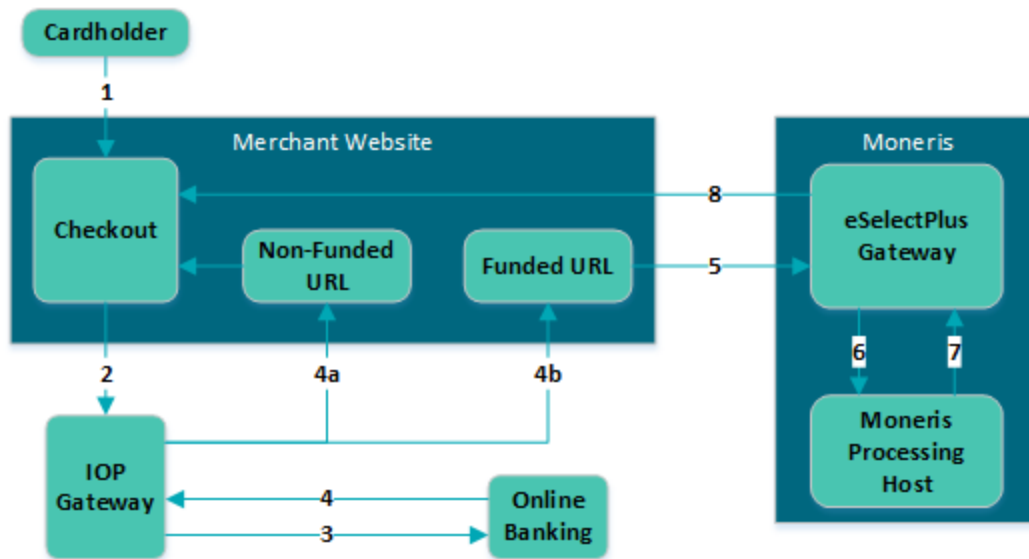 Cardholder
1
Merchant Website
Moneris
Checkout
Non-Funded
URL
Funded URL
8
5
eSelectPlus
Gateway
2
4a
4b
6
7
IOP
Gateway
4
3
Online
Banking
Moneris
Processing
Host